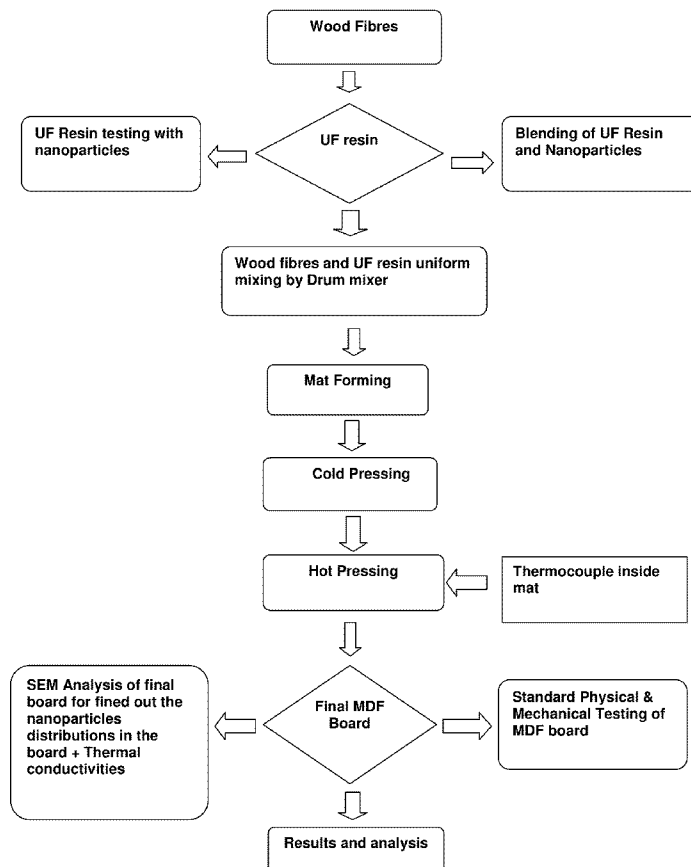 Wood Fibres
UF Resin testing with
nanoparticles
UF resin
Blending of UF Resin
and Nanoparticles
Wood fibres and UF resin uniform
mixing by Drum mixer
Mat Forming
Cold Pressing
Hot Pressing
Thermocouple inside
mat
SEM Analysis of final
board for fined out the
nanoparticles
distributions in the
board + Thermal
conductivities
Final MDF
Board
Standard Physical &
Mechanical Testing of
MDF board
Results and analysis